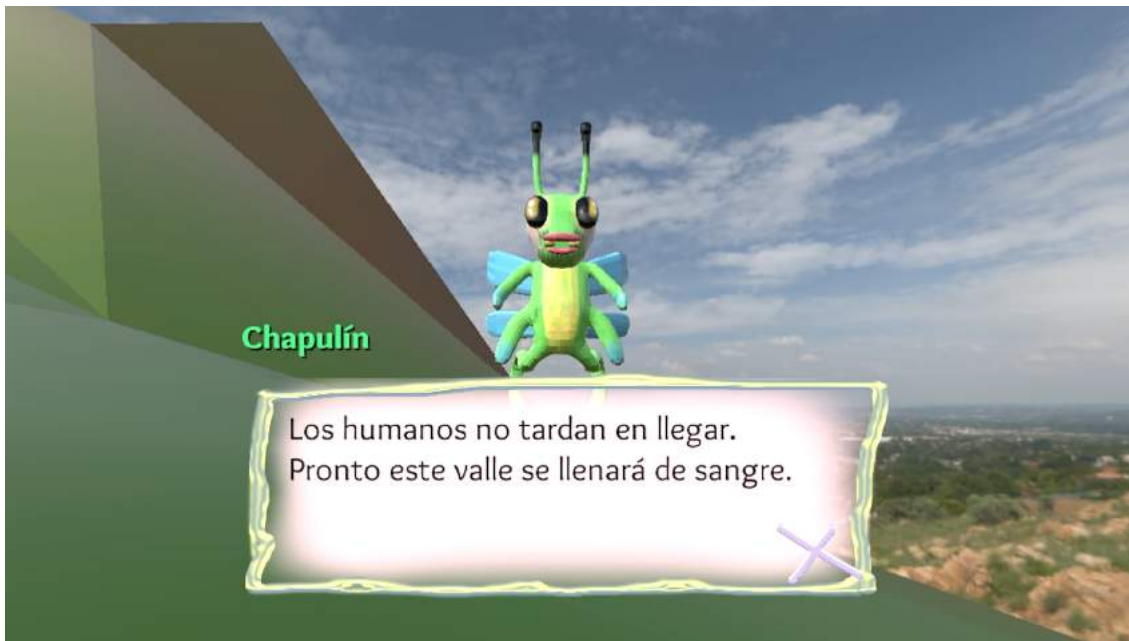 Chapulín
Los humanos no tardan en llegar.
Pronto este valle se llenará de sangre.